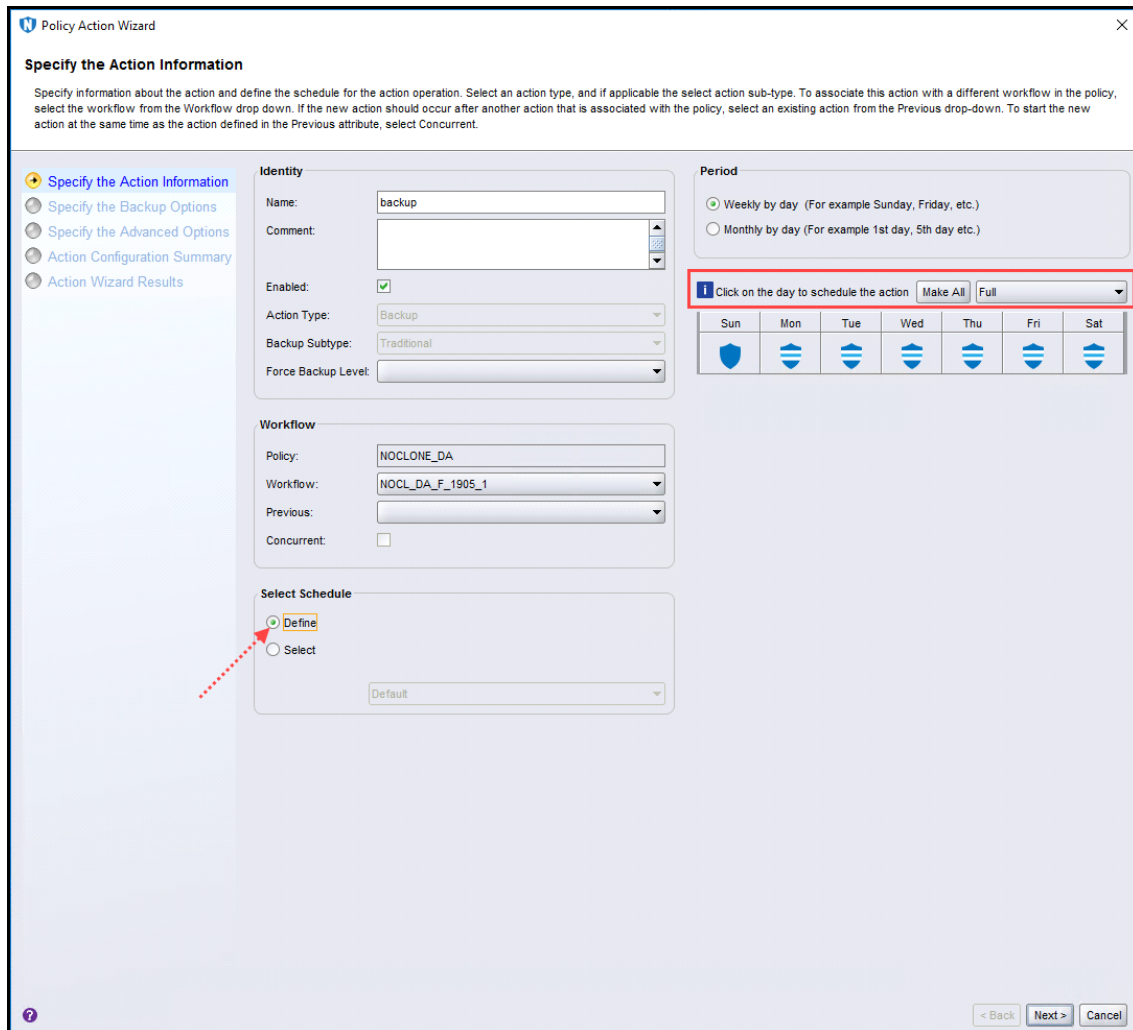 Policy Action Wizard
Specify the Action Information
Specify information about the action and define the schedule for the action operation. Select an action type, and if applicable the select action sub-type. To associate this action with a different workflow in the policy,
select the workflow from the Workflow drop down. If the new action should occur after another action that is associated with the policy, select an existing action from the Previous drop-down. To start the new
action at the same time as the action defined in the Previous attribute, select Concurrent.
Specify the Action Information
Specify the Backup Options
Specify the Advanced Options
Action Configuration Summary
Action Wizard Results
Identity
Name: backup
Comment:
Enabled:
Action Type: Backup
Backup Subtype: Traditional
Force Backup Level:
Workflow
Policy: NOCLONE_DA
Workflow: NOCL_DA_F_1905_1
Previous:
Concurrent:
Select Schedule
Define
Select
Default
Period
Weekly by day (For example Sunday, Friday, etc.)
Monthly by day (For example 1st day, 5th day etc.)
Click on the day to schedule the action Make All Full
Sun Mon Tue Wed Thu Fri Sat
< Back Next > Cancel